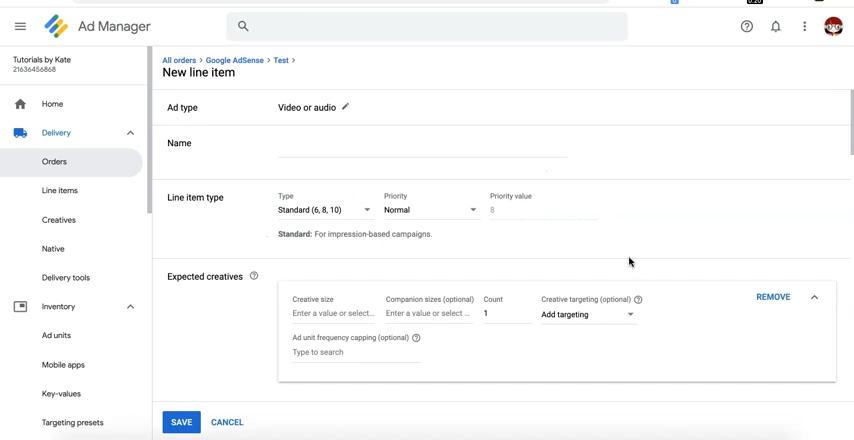 Ad Manager
Tutorials by Kate
21636456868
Home
Delivery
Orders
Line items
Creatives
Native
Delivery tools
Inventory
Ad units
Mobile apps
Key-values
Targeting presets
All orders > Google AdSense > Test >
New line item
Ad type
Video or audio
Name
Line item type
Type
Priority
Priority value
Standard (6, 8, 10)
Normal
8
Standard: For impression-based campaigns.
Expected creatives
REMOVE
Creative size
Companion sizes (optional)
Count
Creative targeting (optional)
Enter a value or select...
Enter a value or select ...
1
Add targeting
Ad unit frequency capping (optional)
Type to search
SAVE
CANCEL